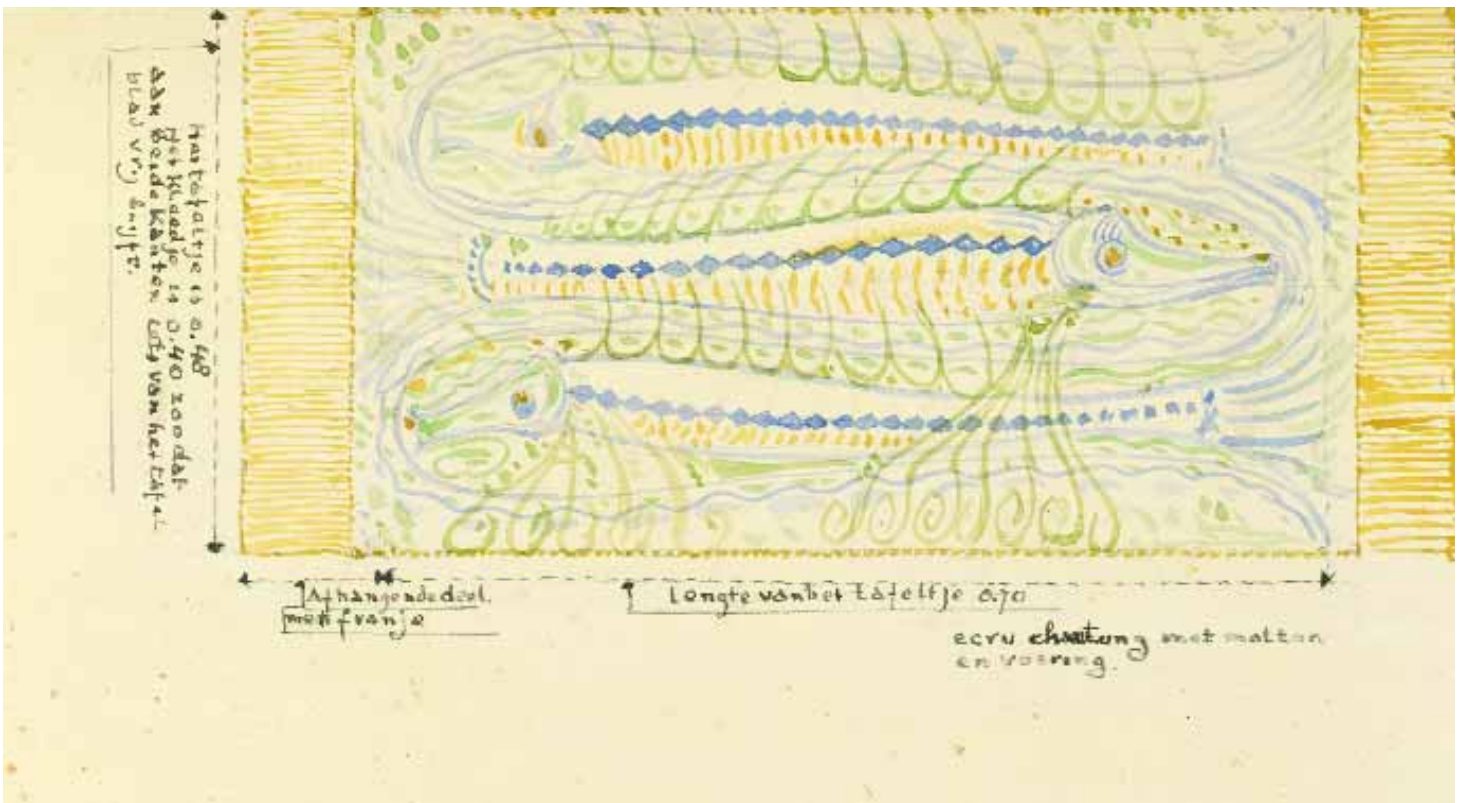 Het tafeltje is 0.48
Het kleedje is 0.40 zoodat
aan beide kanten iets van het tafel-
blad vrij blijft.
Afhangende deel.
met franje
Lengte van het tafeltje 0.70
ecru chatung met matten
en voering.